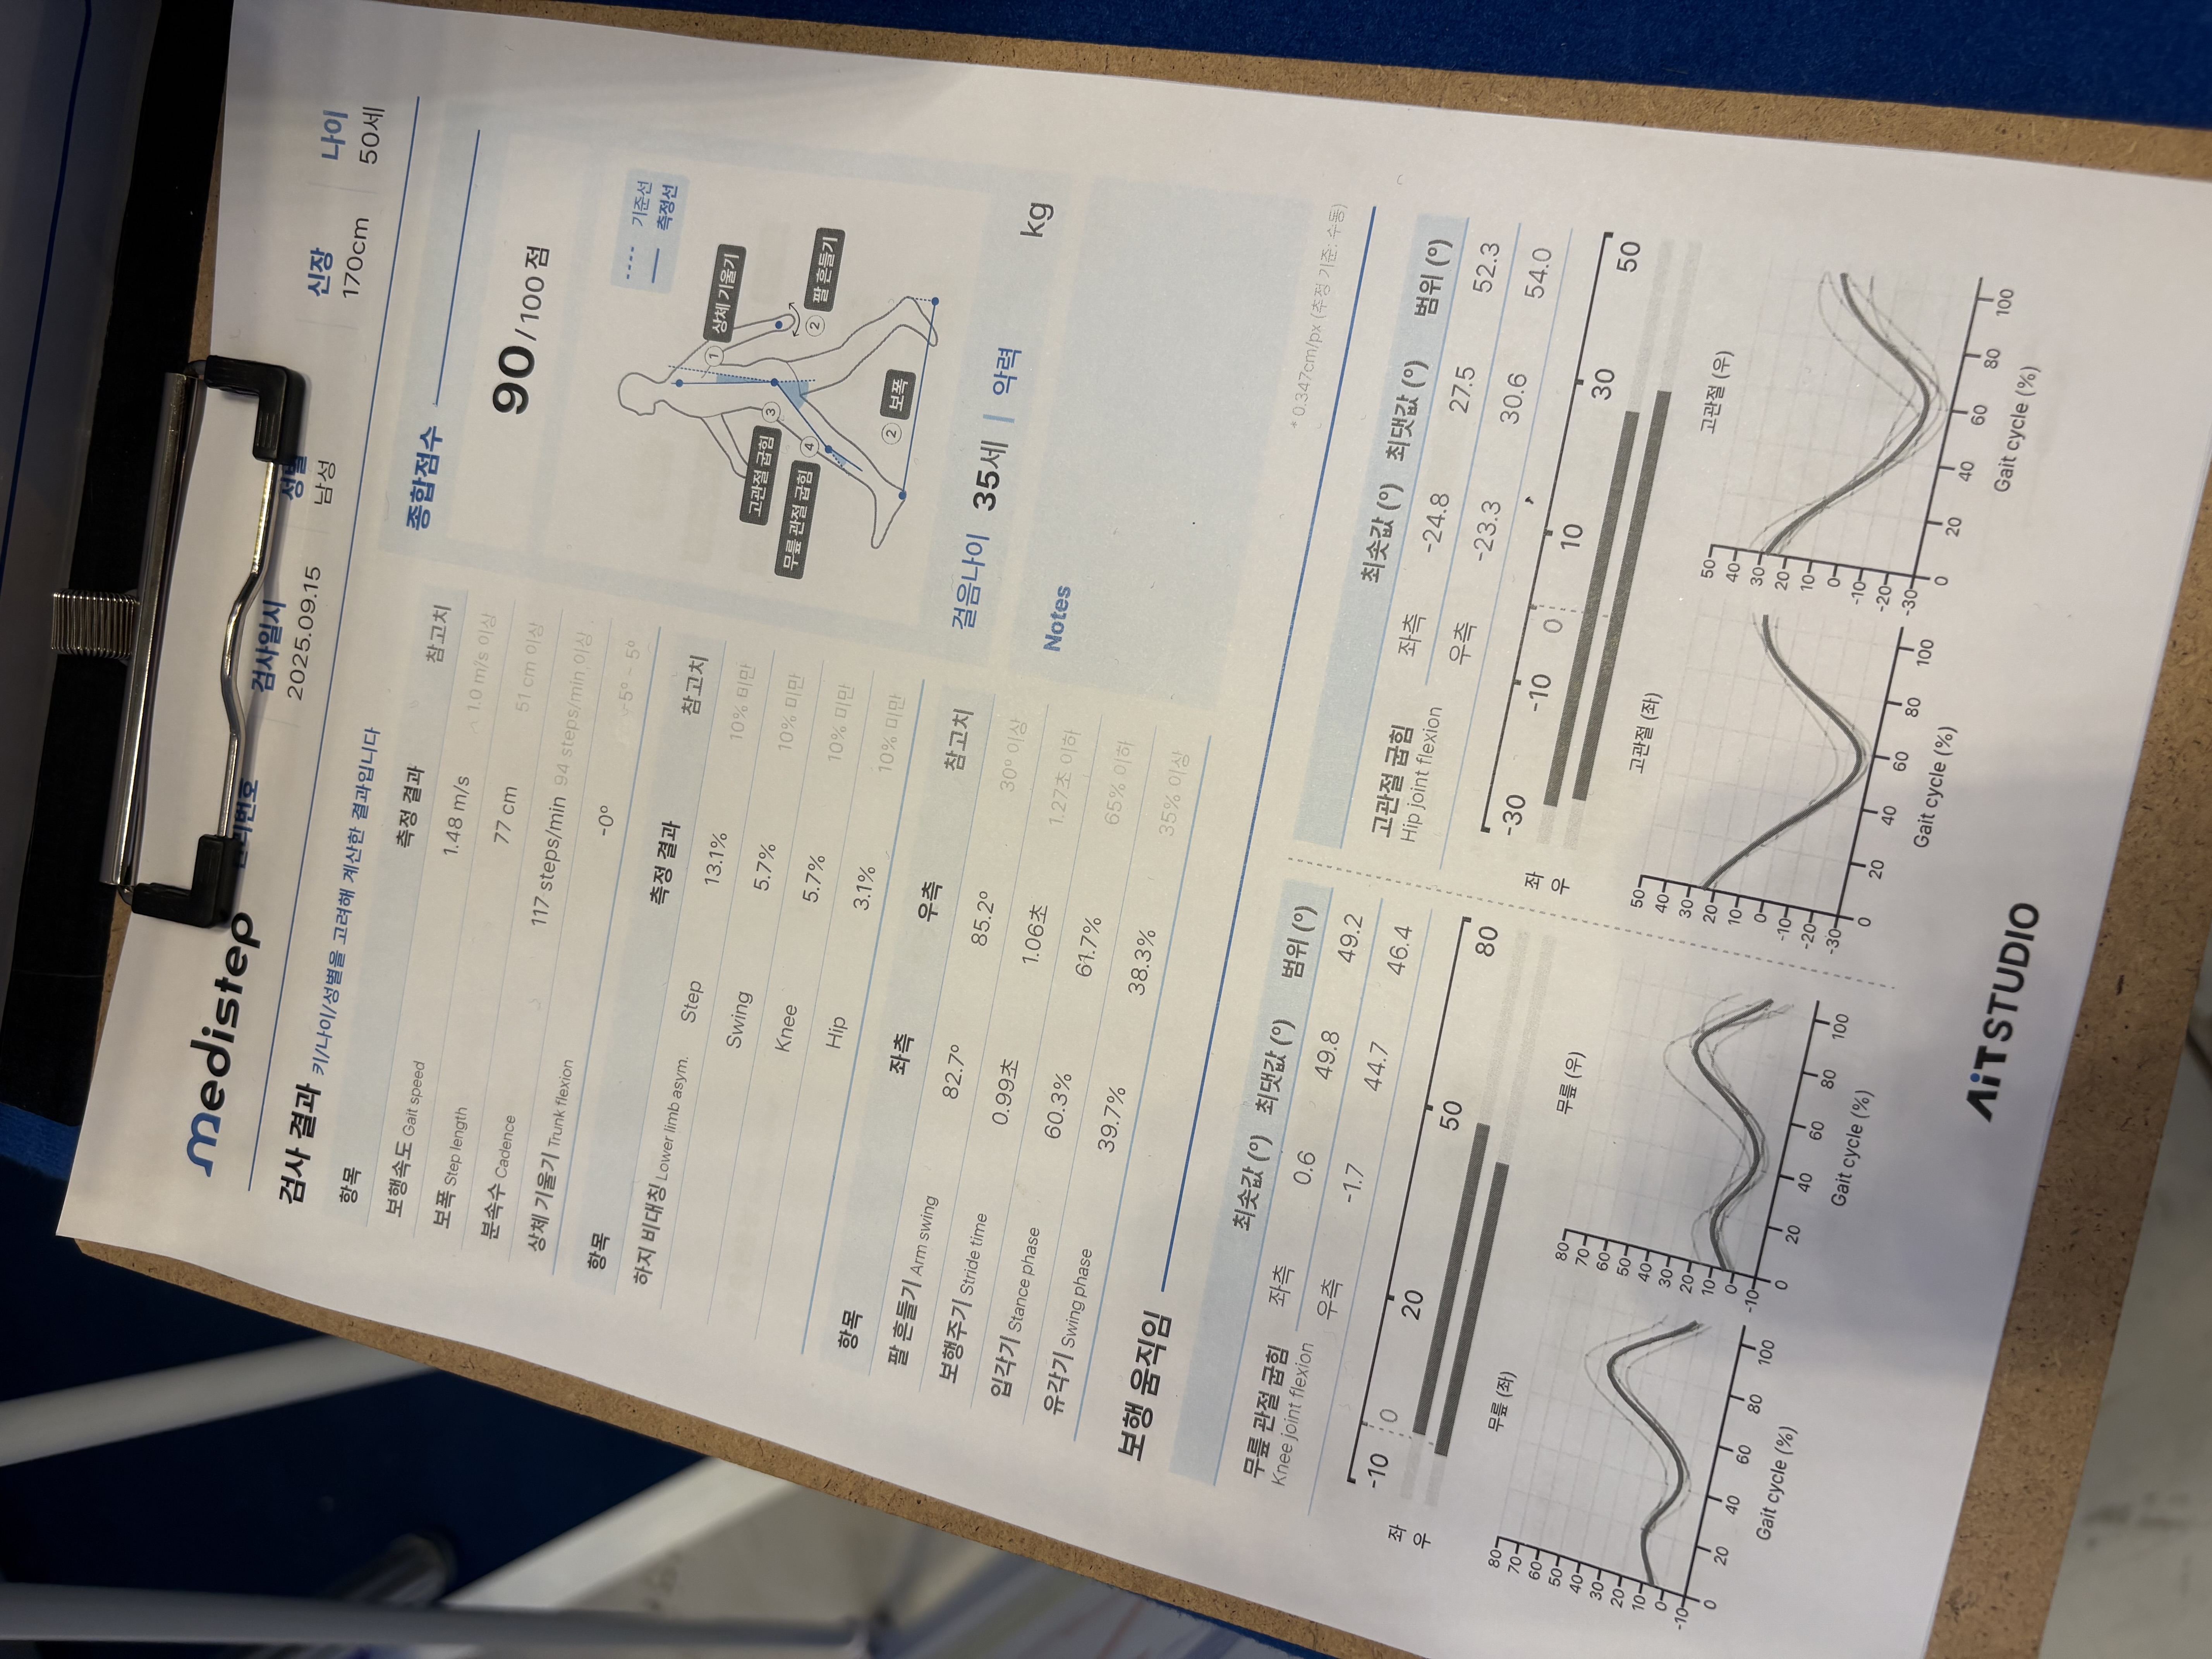 medistep
관리번호
검사일시
2025.09.15
성별
남성
신장
170cm
나이
50세
검사 결과 키/나이/성별을 고려해 계산한 결과입니다
항목 측정 결과 참고치
보행속도 Gait speed 1.48 m/s 1.0 m/s 이상
보폭 Step length 77 cm 51 cm 이상
분속수 Cadence 117 steps/min 94 steps/min 이상
상체 기울기 Trunk flexion -0º -5º ~ 5º
항목 측정 결과 참고치
하지 비대칭 Lower limb asym. Step 13.1% 10% 미만
Swing 5.7% 10% 미만
Knee 5.7% 10% 미만
Hip 3.1% 10% 미만
항목 좌측 우측 참고치
팔 흔들기 Arm swing 82.7º 85.2º 30º 이상
보행주기 Stride time 0.99초 1.06초 1.27초 이하
입각기 Stance phase 60.3% 61.7% 65% 이하
유각기 Swing phase 39.7% 38.3% 35% 이상
종합점수
90 / 100 점
기준선
측정선
1 상체 기울기
고관절 굽힘 3
무릎 관절 굽힘 4
2 팔 흔들기
2 보폭
걸음나이 35세 | 악력 kg
Notes
* 0.347cm/px (추정 기준: 수동)
보행 움직임
최솟값 (º) 최댓값 (º) 범위 (º)
무릎 관절 굽힘
Knee joint flexion
좌측 0.6 49.8 49.2
우측 -1.7 44.7 46.4
-10 0 20 50 80
좌
우
무릎 (좌)
80
70
60
50
40
30
20
10
0
-10
0 20 40 60 80 100
Gait cycle (%)
무릎 (우)
80
70
60
50
40
30
20
10
0
-10
0 20 40 60 80 100
Gait cycle (%)
최솟값 (º) 최댓값 (º) 범위 (º)
고관절 굽힘
Hip joint flexion
좌측 -24.8 27.5 52.3
우측 -23.3 30.6 54.0
-30 -10 0 10 30 50
좌
우
고관절 (좌)
50
40
30
20
10
0
-10
-20
-30
0 20 40 60 80 100
Gait cycle (%)
고관절 (우)
50
40
30
20
10
0
-10
-20
-30
0 20 40 60 80 100
Gait cycle (%)
AiTSTUDIO